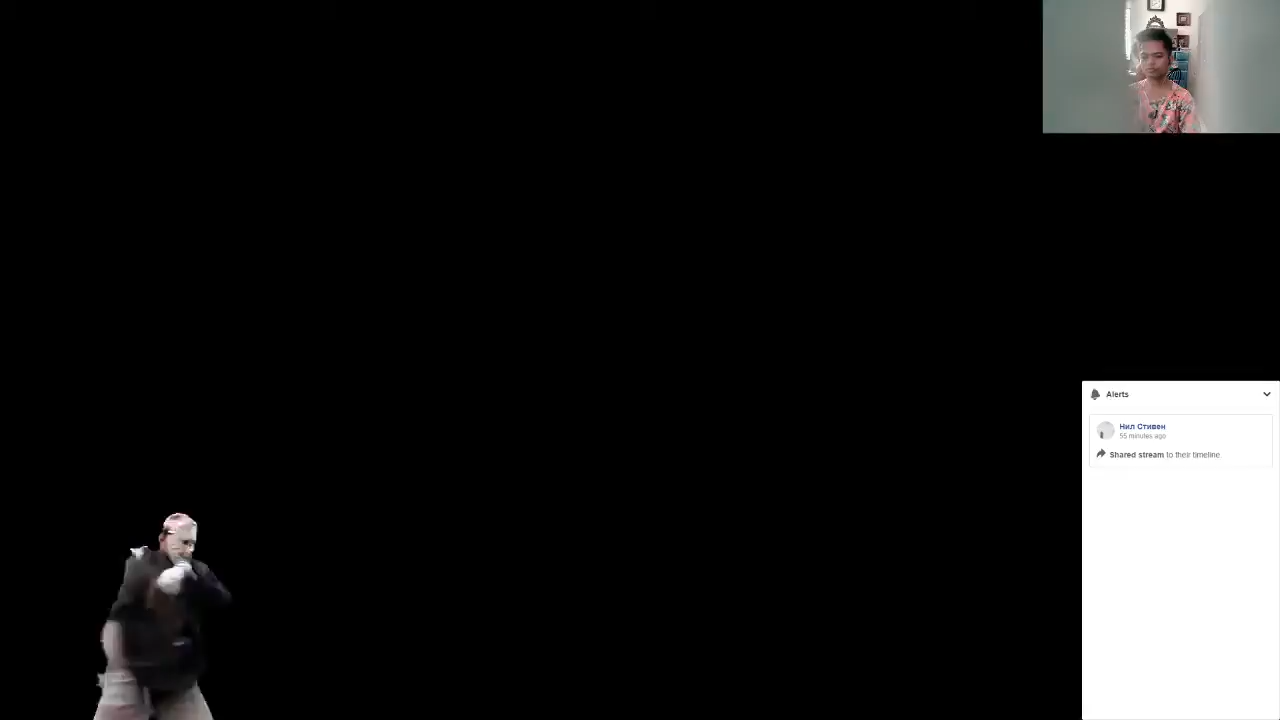 Alerts
Нил Стивен
55 minutes ago
Shared stream to their timeline